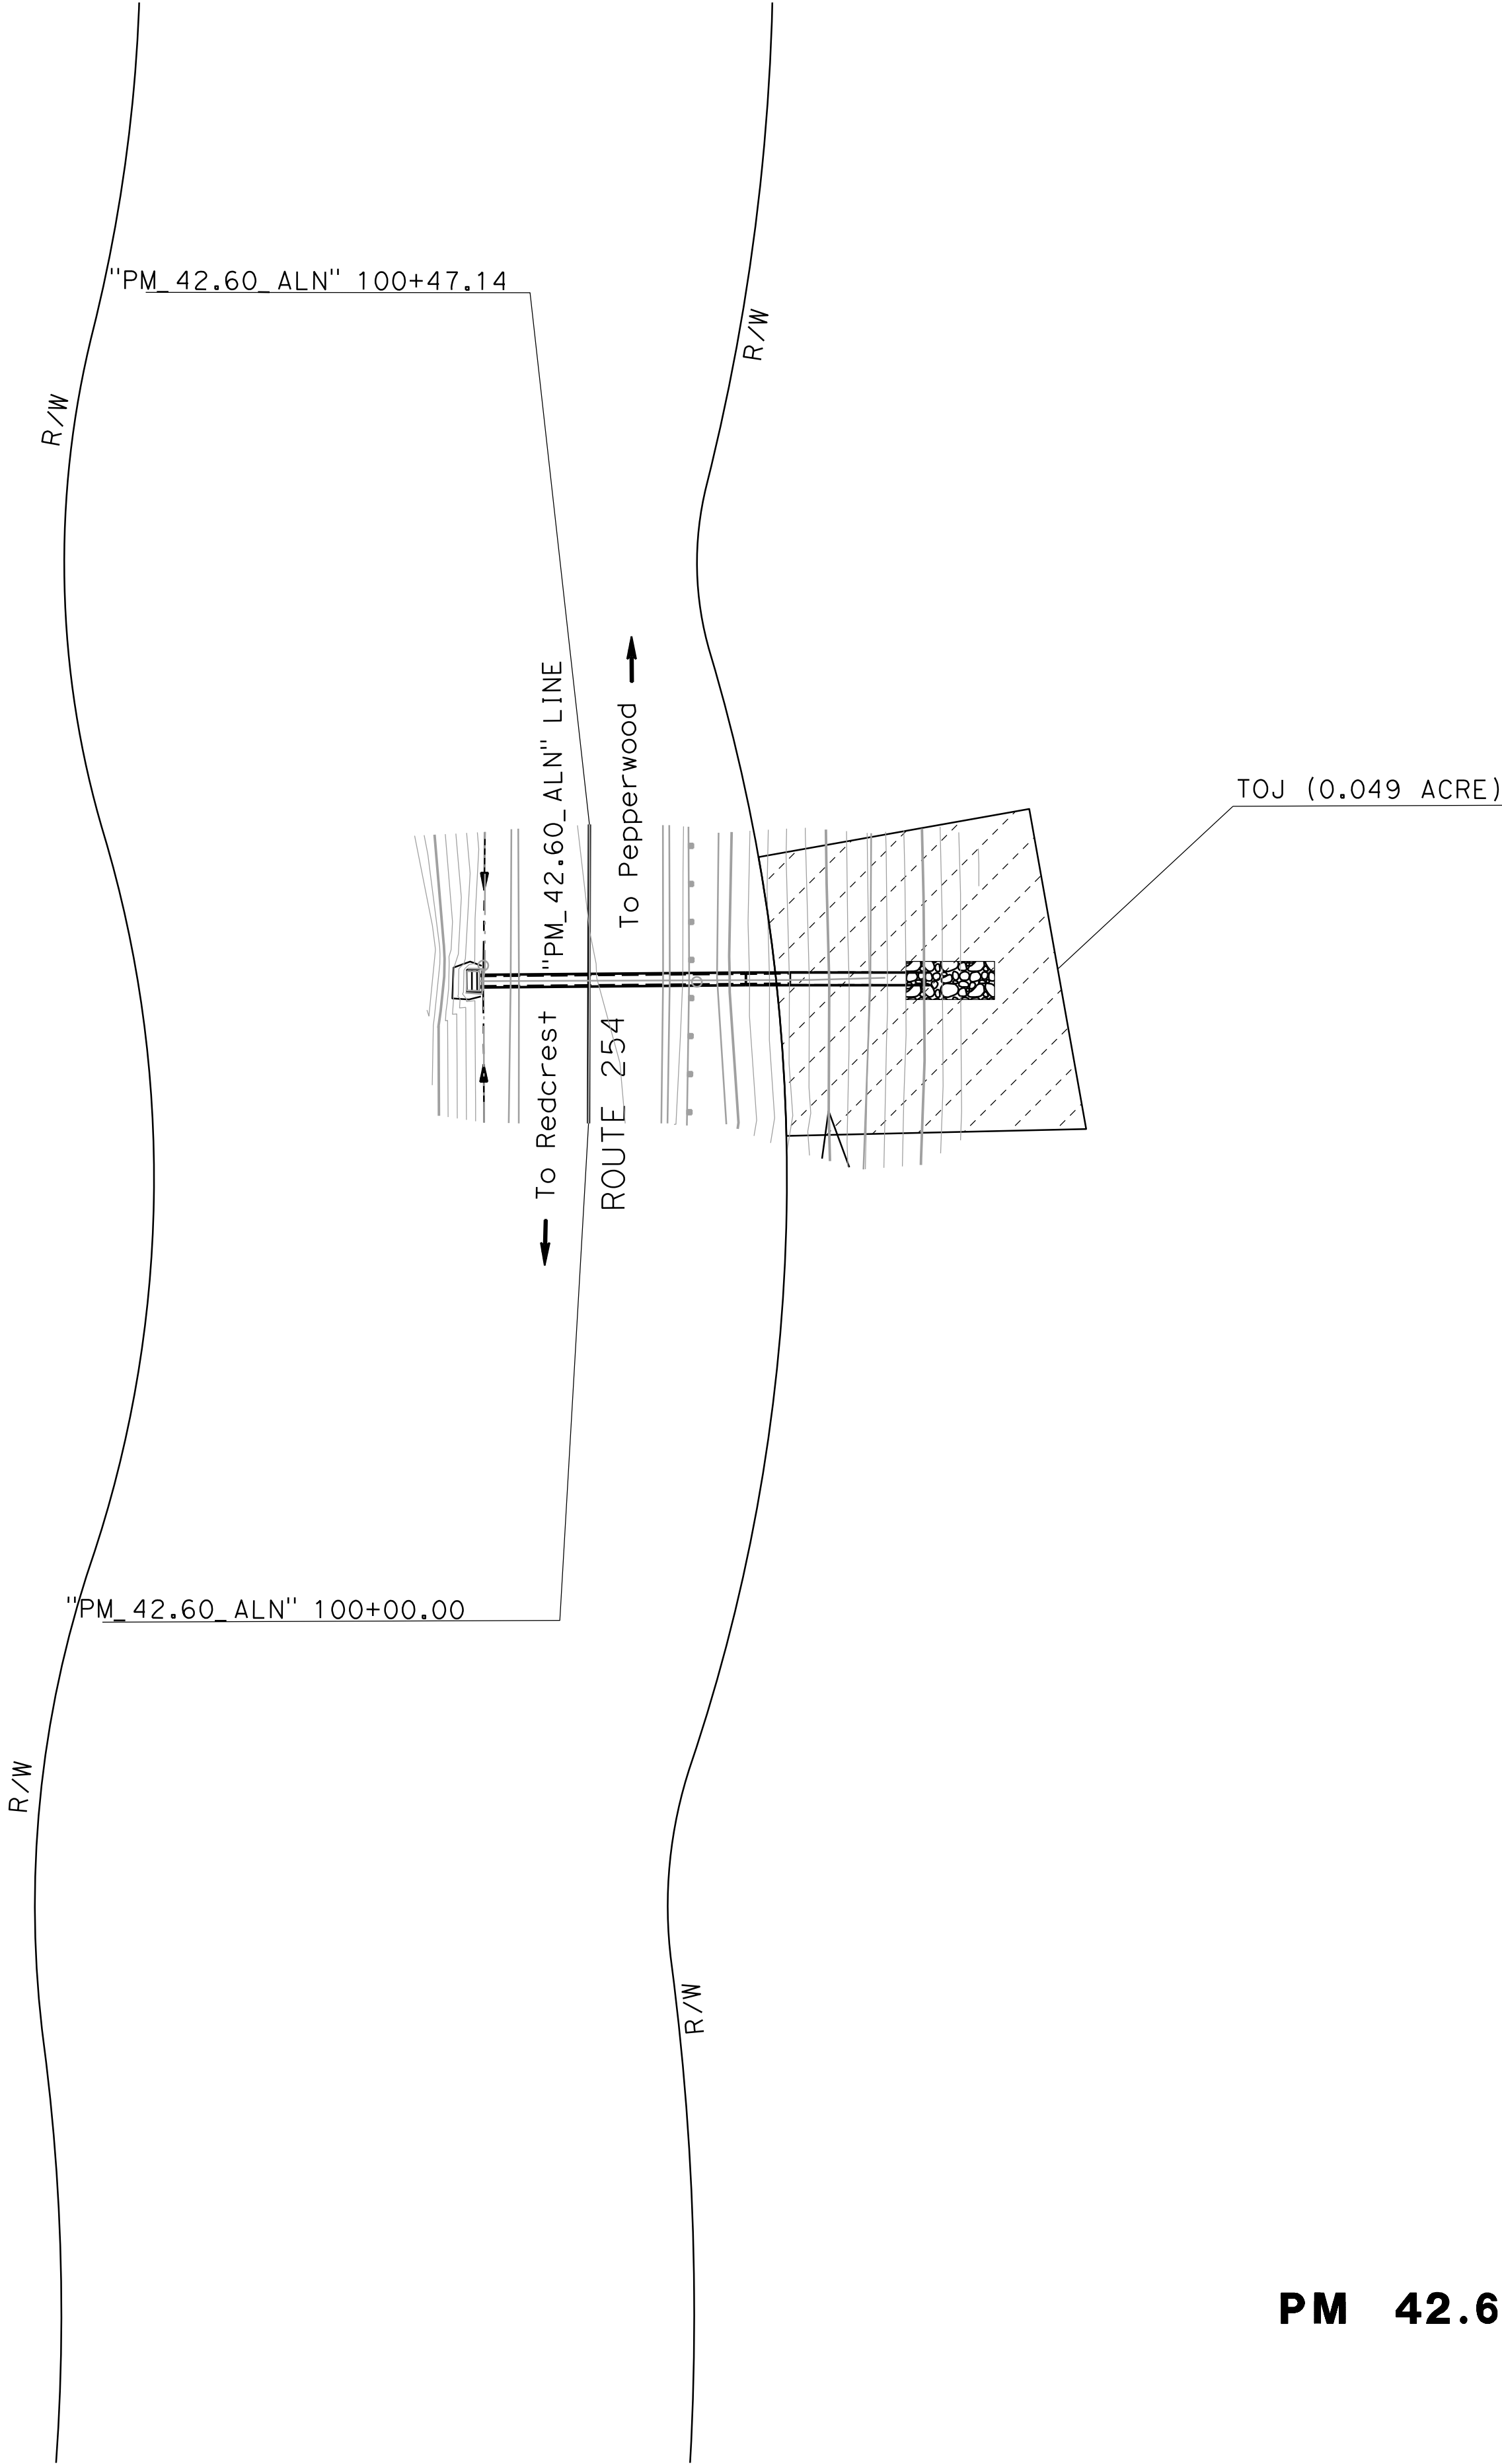 "PM_42.60_ALN" 100+47.14
R/W
R/W
"PM_42.60_ALN" LINE
To Pepperwood
TOJ (0.049 ACRE)
To Redcrest
ROUTE 254
"PM_42.60_ALN" 100+00.00
R/W
R/W
PM 42.6